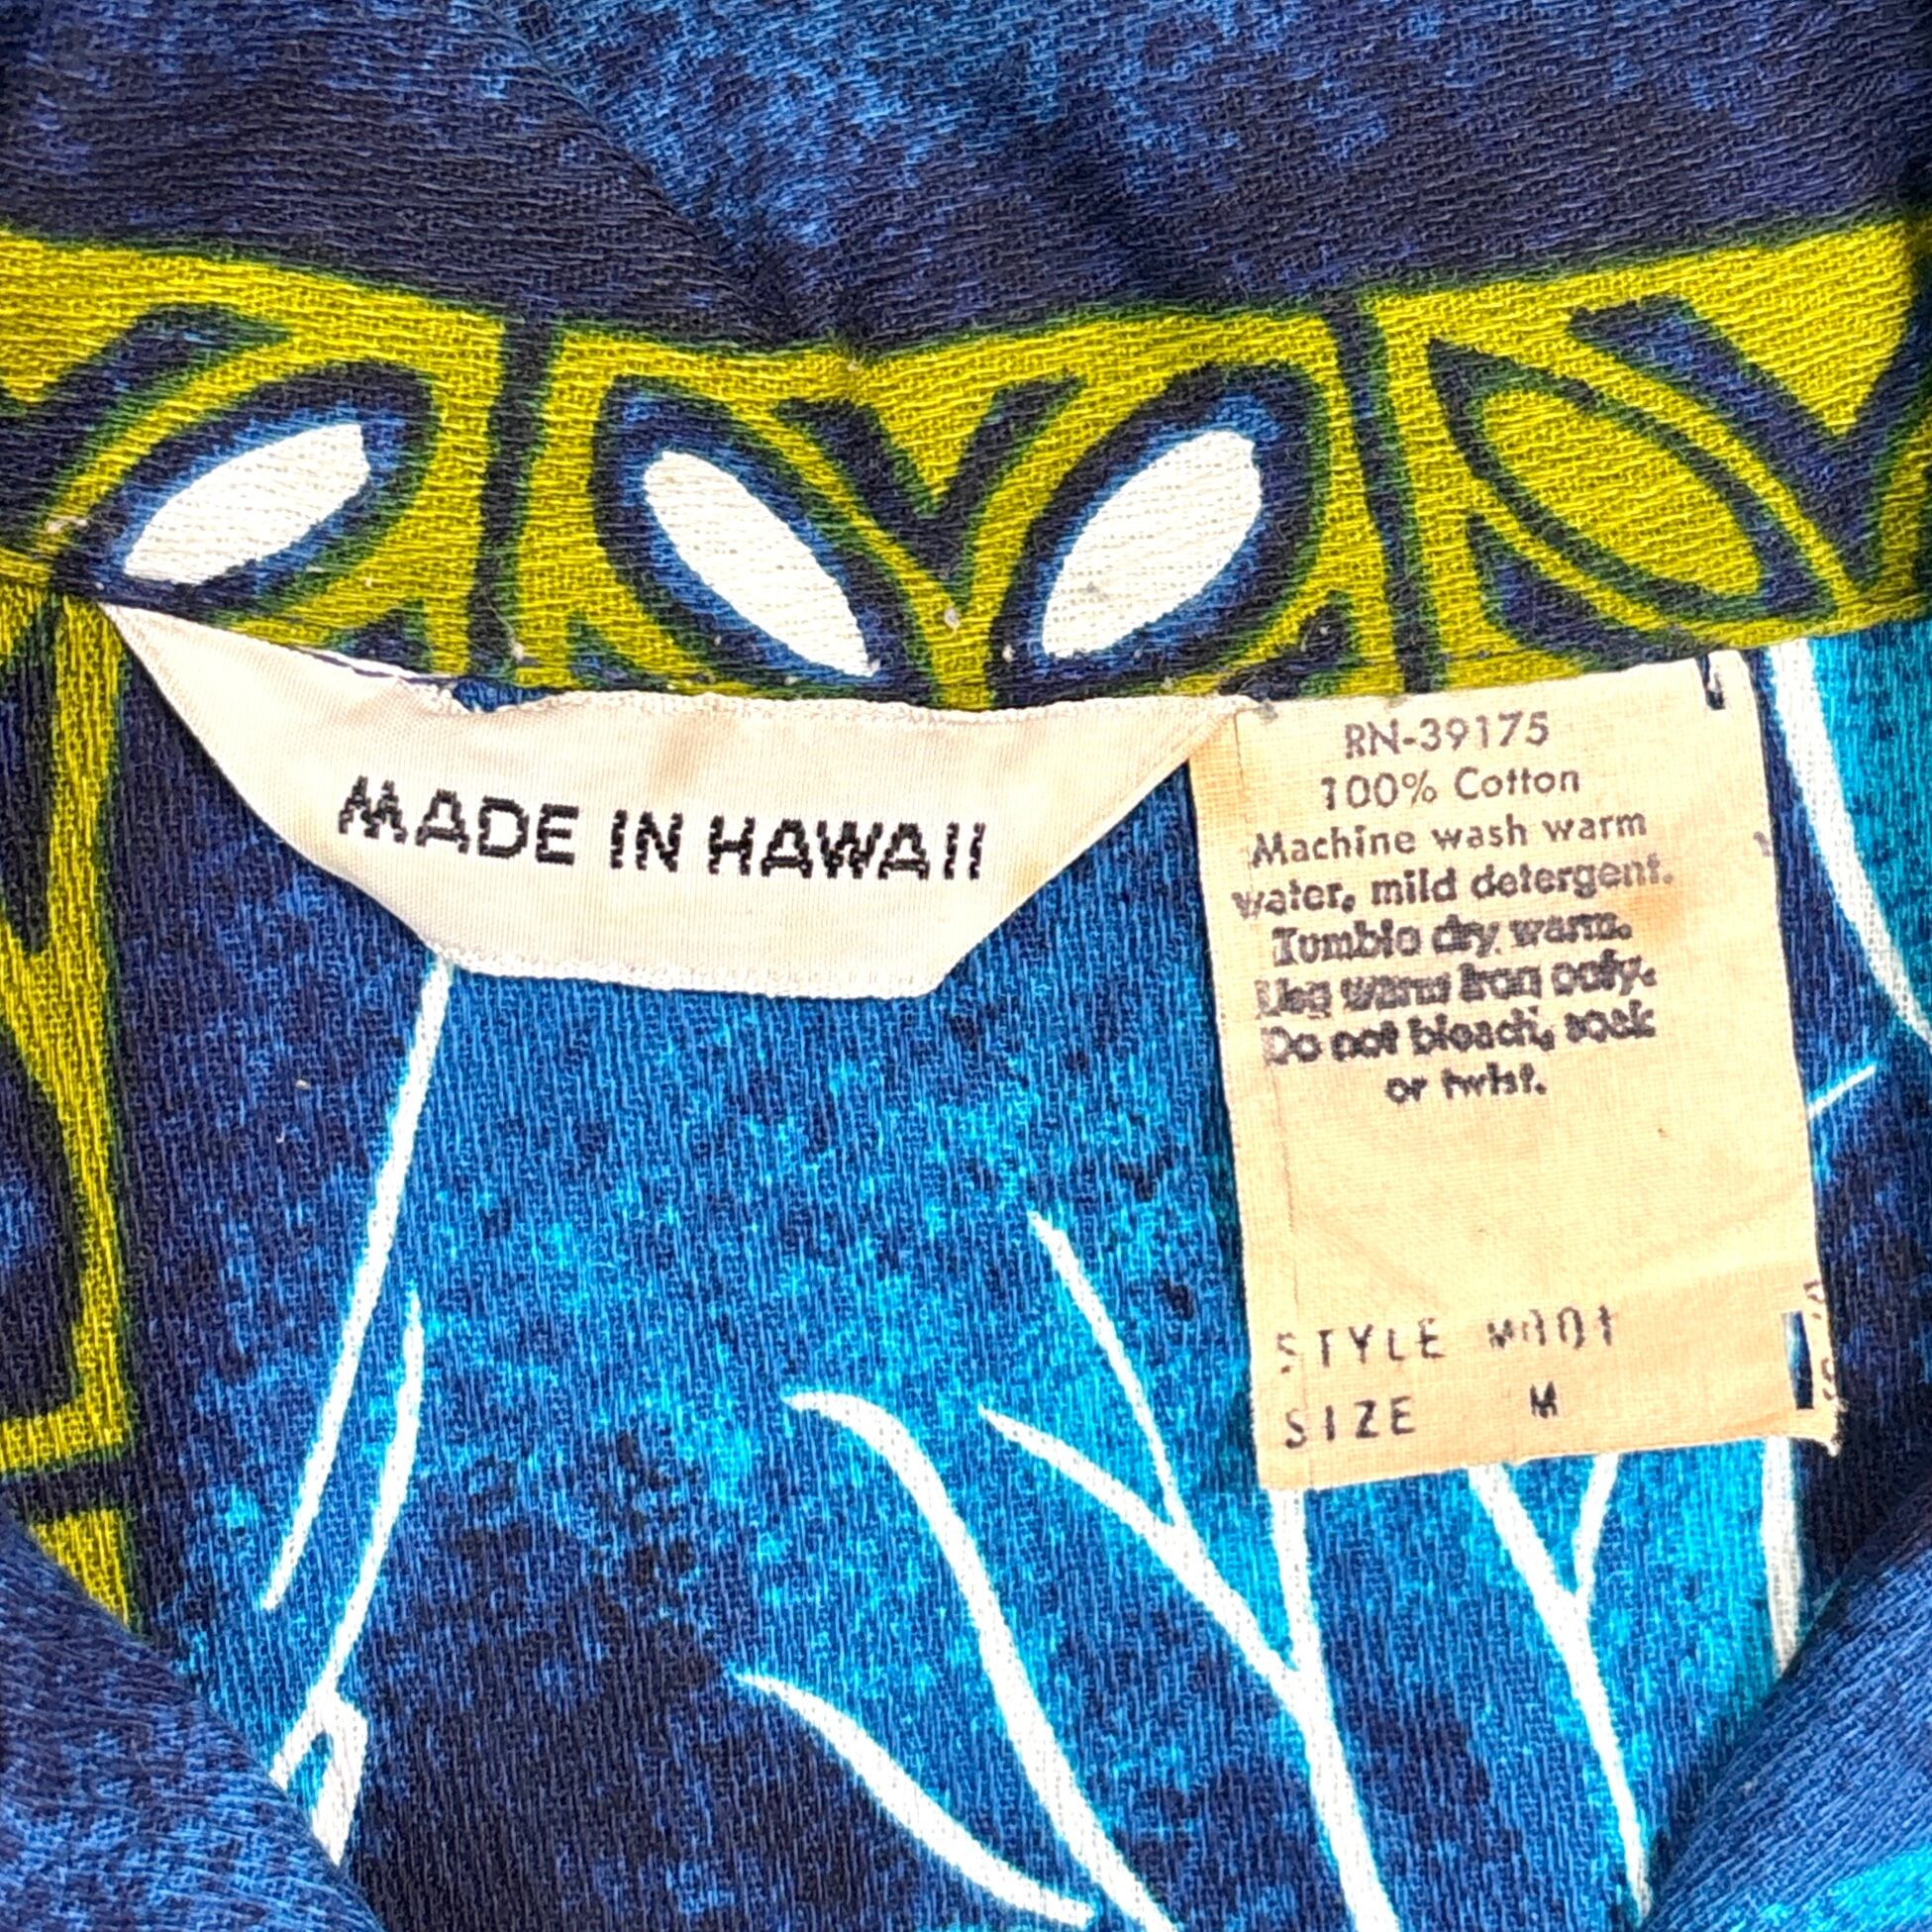 MADE IN HAWAII
RN-39175
100% Cotton
Machine wash warm
water, mild detergent.
Tumble dry warm.
Use warm iron only.
Do not bleach, soak
or twist.
STYLE
SIZE M